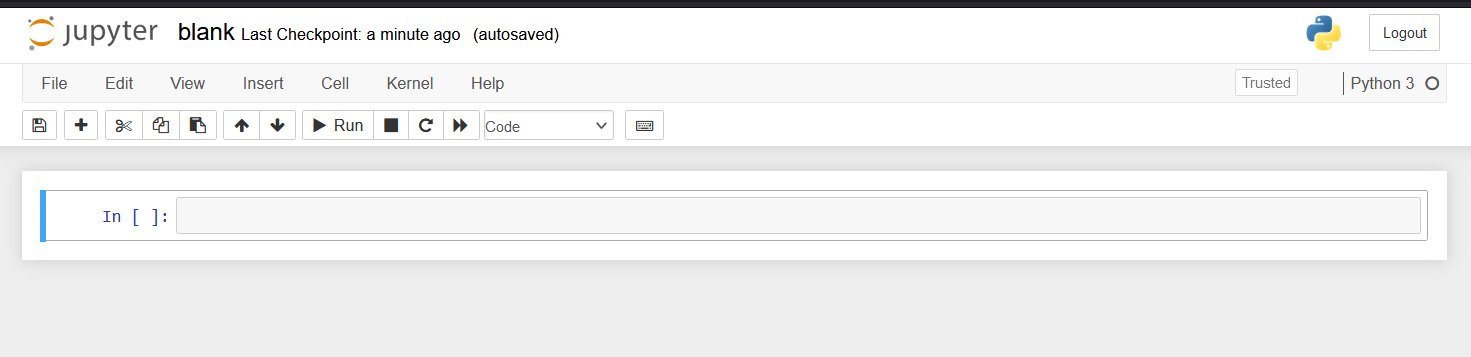 jupyter blank Last Checkpoint: a minute ago (autosaved) Logout
File Edit View Insert Cell Kernel Help Trusted Python 3
Run Code
In [ ]: